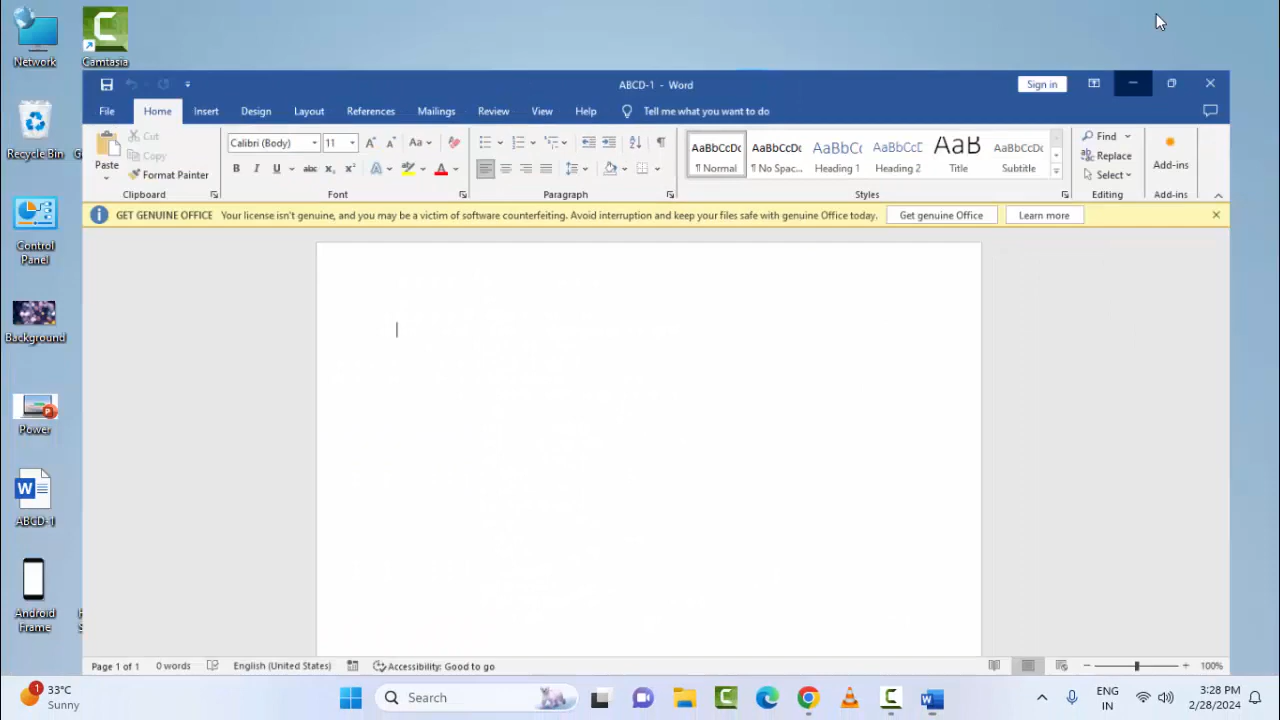 Network
Camtasia
Recycle Bin
Control
Panel
Background
Power
ABCD-1
Android
Frame
ABCD-1 - Word
Sign in
File Home Insert Design Layout References Mailings Review View Help Tell me what you want to do
Paste
Cut
Copy
Format Painter
Clipboard
Calibri (Body) 11
Font
Paragraph
AaBbCcDc AaBbCcDc AaBbCc AaBbCcD AaB AaBbCcDc
¶ Normal ¶ No Spac... Heading 1 Heading 2 Title Subtitle
Styles
Find
Replace
Select
Editing
Add-ins
Add-ins
GET GENUINE OFFICE Your license isn't genuine, and you may be a victim of software counterfeiting. Avoid interruption and keep your files safe with genuine Office today. Get genuine Office Learn more
Page 1 of 1 0 words English (United States) Accessibility: Good to go 100%
1
33°C
Sunny
Search
ENG
IN
3:28 PM
2/28/2024